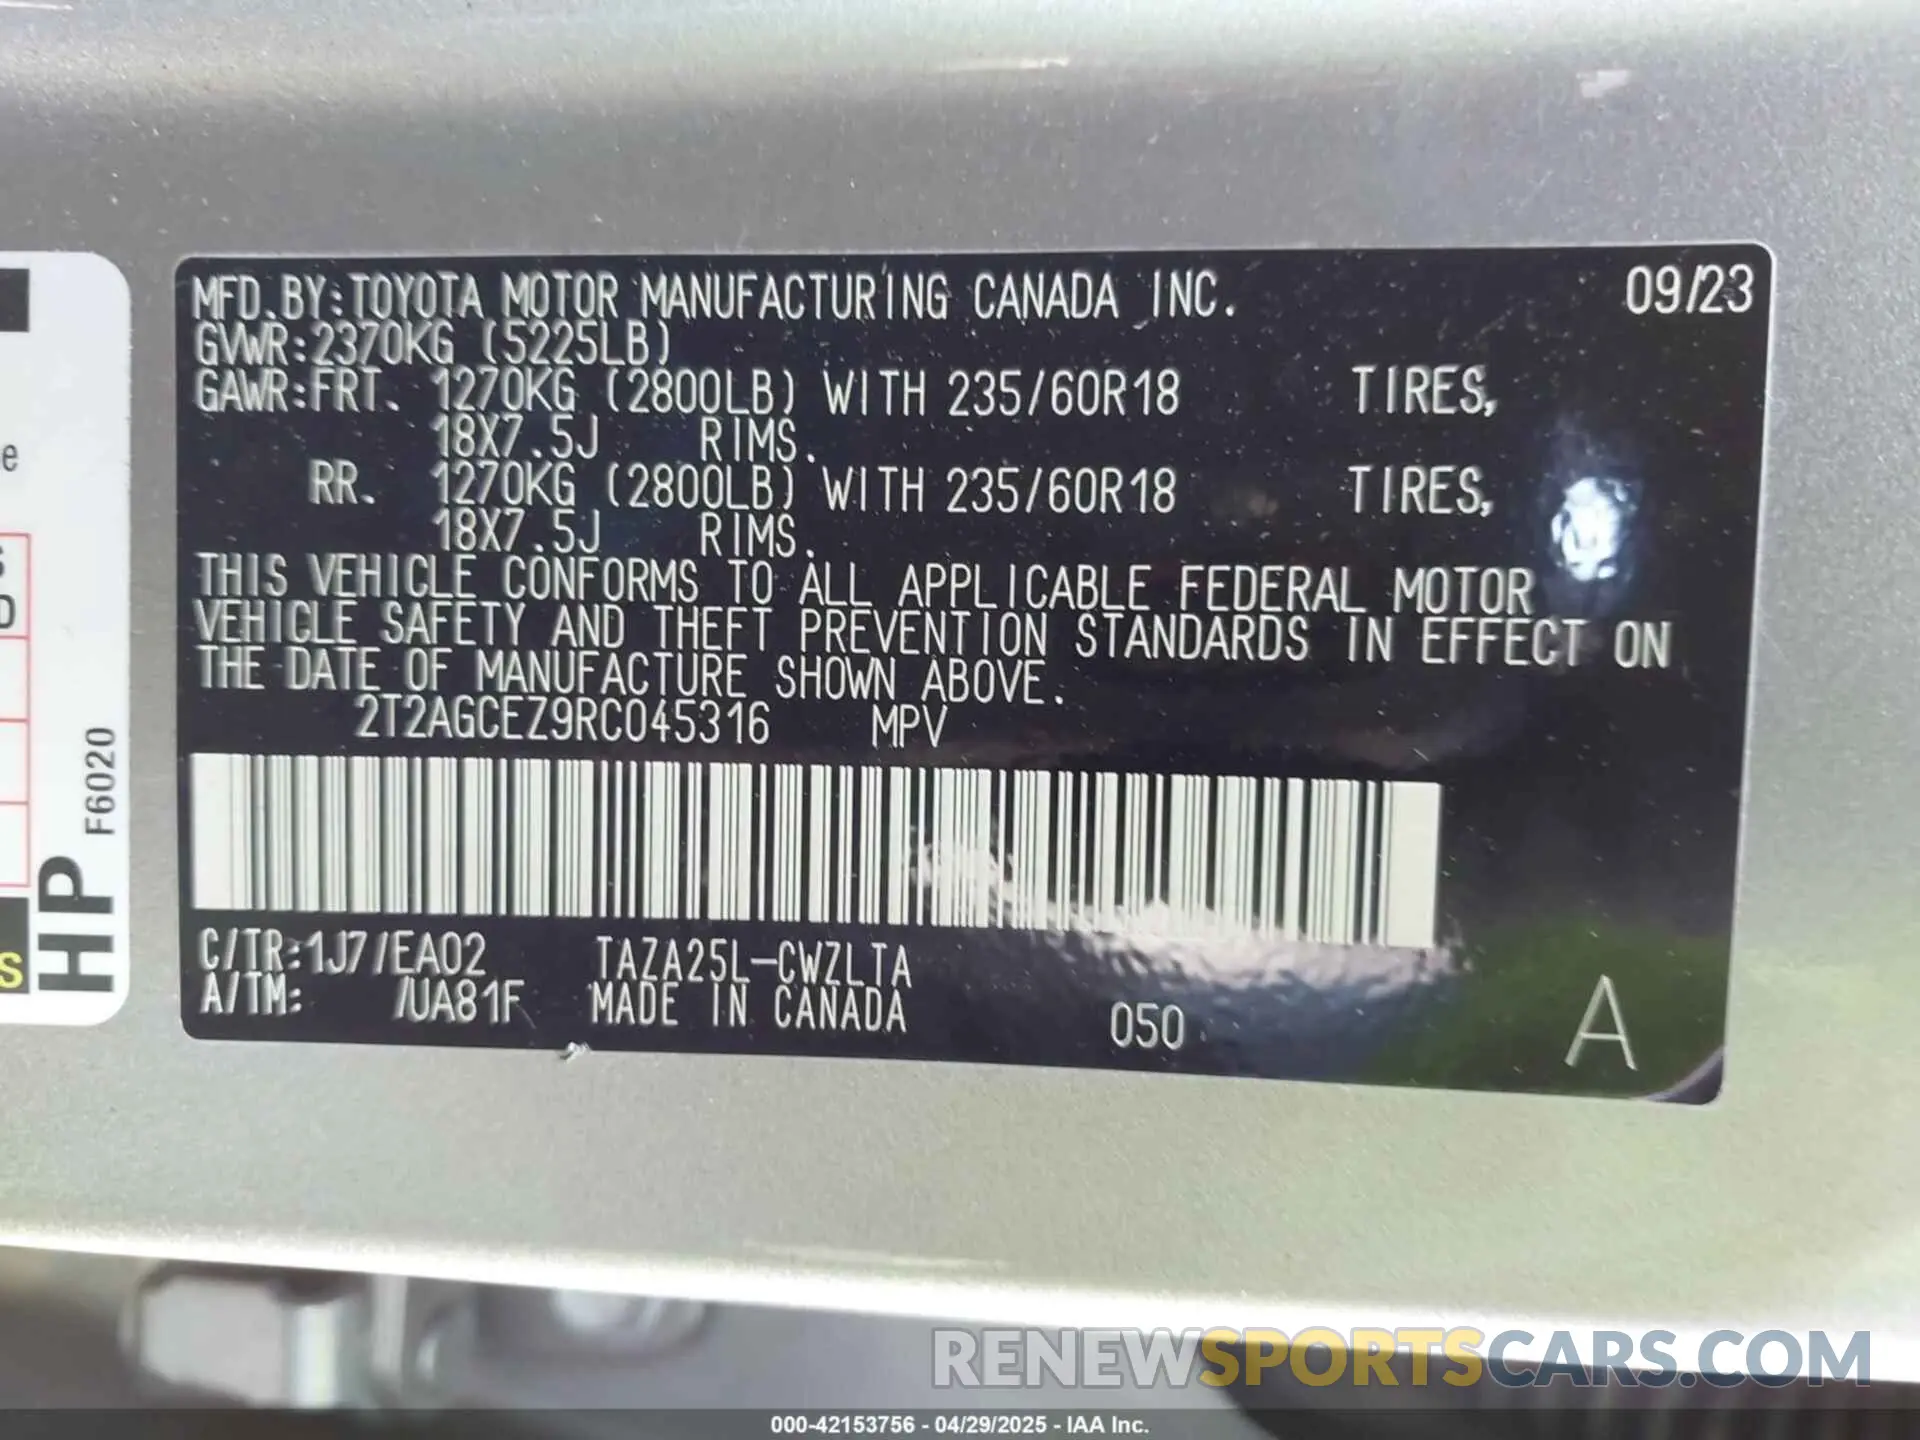 MFD.BY:TOYOTA MOTOR MANUFACTURING CANADA INC. 09/23
GVWR:2370KG (5225LB)
GAWR:FRT. 1270KG (2800LB) WITH 235/60R18 TIRES,
18X7.5J RIMS.
RR. 1270KG (2800LB) WITH 235/60R18 TIRES,
18X7.5J RIMS.
THIS VEHICLE CONFORMS TO ALL APPLICABLE FEDERAL MOTOR
VEHICLE SAFETY AND THEFT PREVENTION STANDARDS IN EFFECT ON
THE DATE OF MANUFACTURE SHOWN ABOVE.
2T2AGCEZ9RC045316 MPV
C/TR:1J7/EA02 TAZA25L-CWZLTA
A/TM: /UA81F MADE IN CANADA 050 A
F6020
HP
RENEWSPORTSCARS.COM
000-42153756 - 04/29/2025 - IAA Inc.